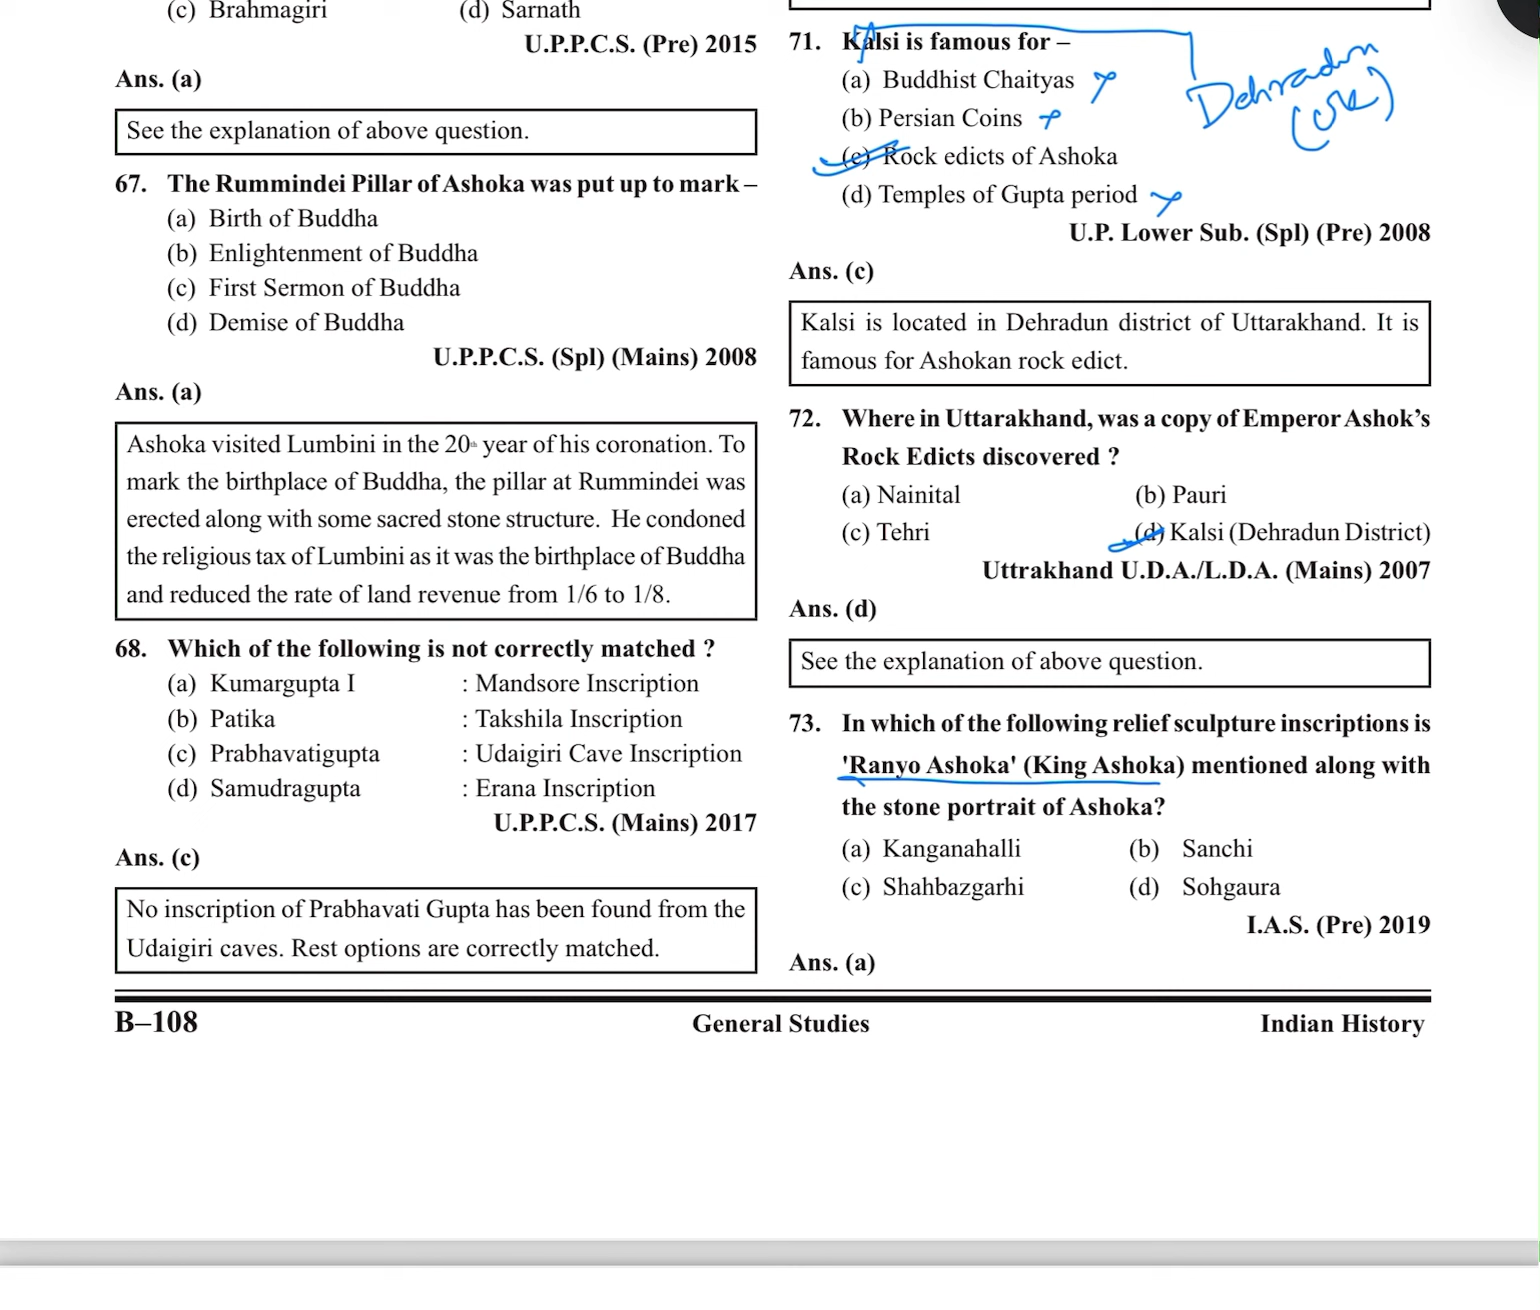 (c) Brahmagiri (d) Sarnath
U.P.P.C.S. (Pre) 2015
Ans. (a)
See the explanation of above question.
67. The Rummindei Pillar of Ashoka was put up to mark –
(a) Birth of Buddha
(b) Enlightenment of Buddha
(c) First Sermon of Buddha
(d) Demise of Buddha
U.P.P.C.S. (Spl) (Mains) 2008
Ans. (a)
Ashoka visited Lumbini in the 20th year of his coronation. To
mark the birthplace of Buddha, the pillar at Rummindei was
erected along with some sacred stone structure. He condoned
the religious tax of Lumbini as it was the birthplace of Buddha
and reduced the rate of land revenue from 1/6 to 1/8.
68. Which of the following is not correctly matched ?
(a) Kumargupta I : Mandsore Inscription
(b) Patika : Takshila Inscription
(c) Prabhavatigupta : Udaigiri Cave Inscription
(d) Samudragupta : Erana Inscription
U.P.P.C.S. (Mains) 2017
Ans. (c)
No inscription of Prabhavati Gupta has been found from the
Udaigiri caves. Rest options are correctly matched.
71. Kalsi is famous for –
(a) Buddhist Chaityas
(b) Persian Coins
(c) Rock edicts of Ashoka
(d) Temples of Gupta period
Dehradun
(UK)
U.P. Lower Sub. (Spl) (Pre) 2008
Ans. (c)
Kalsi is located in Dehradun district of Uttarakhand. It is
famous for Ashokan rock edict.
72. Where in Uttarakhand, was a copy of Emperor Ashok’s
Rock Edicts discovered ?
(a) Nainital (b) Pauri
(c) Tehri (d) Kalsi (Dehradun District)
Uttrakhand U.D.A./L.D.A. (Mains) 2007
Ans. (d)
See the explanation of above question.
73. In which of the following relief sculpture inscriptions is
'Ranyo Ashoka' (King Ashoka) mentioned along with
the stone portrait of Ashoka?
(a) Kanganahalli (b) Sanchi
(c) Shahbazgarhi (d) Sohgaura
I.A.S. (Pre) 2019
Ans. (a)
B–108 General Studies Indian History